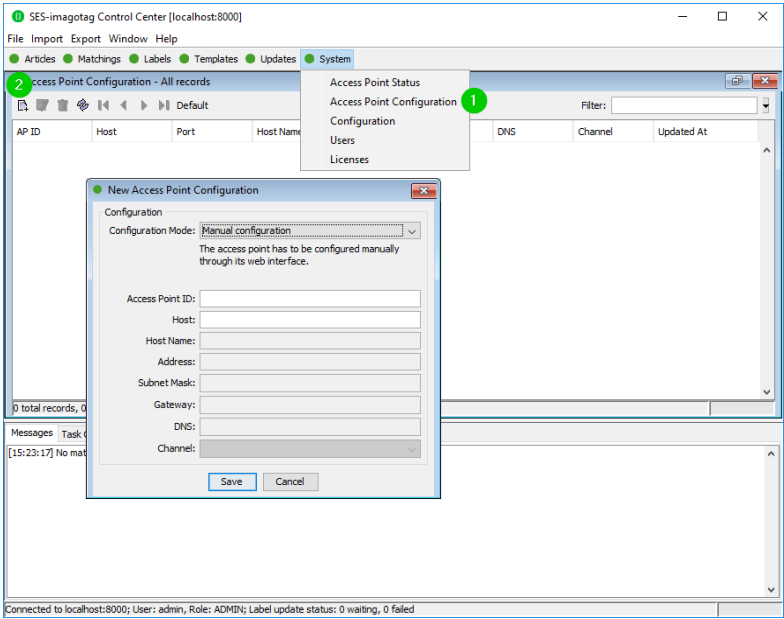 SES-imagotag Control Center [localhost:8000]
File Import Export Window Help
Articles Matchings Labels Templates Updates System
Access Point Configuration - All records
2
Access Point Status
Access Point Configuration
1
Configuration
Users
Licenses
Default
Filter:
AP ID Host Port Host Name DNS Channel Updated At
New Access Point Configuration
Configuration
Configuration Mode: Manual configuration
The access point has to be configured manually
through its web interface.
Access Point ID:
Host:
Host Name:
Address:
Subnet Mask:
Gateway:
DNS:
Channel:
Save Cancel
0 total records, 0
Messages Task
[15:23:17] No mat
Connected to localhost:8000; User: admin, Role: ADMIN; Label update status: 0 waiting, 0 failed